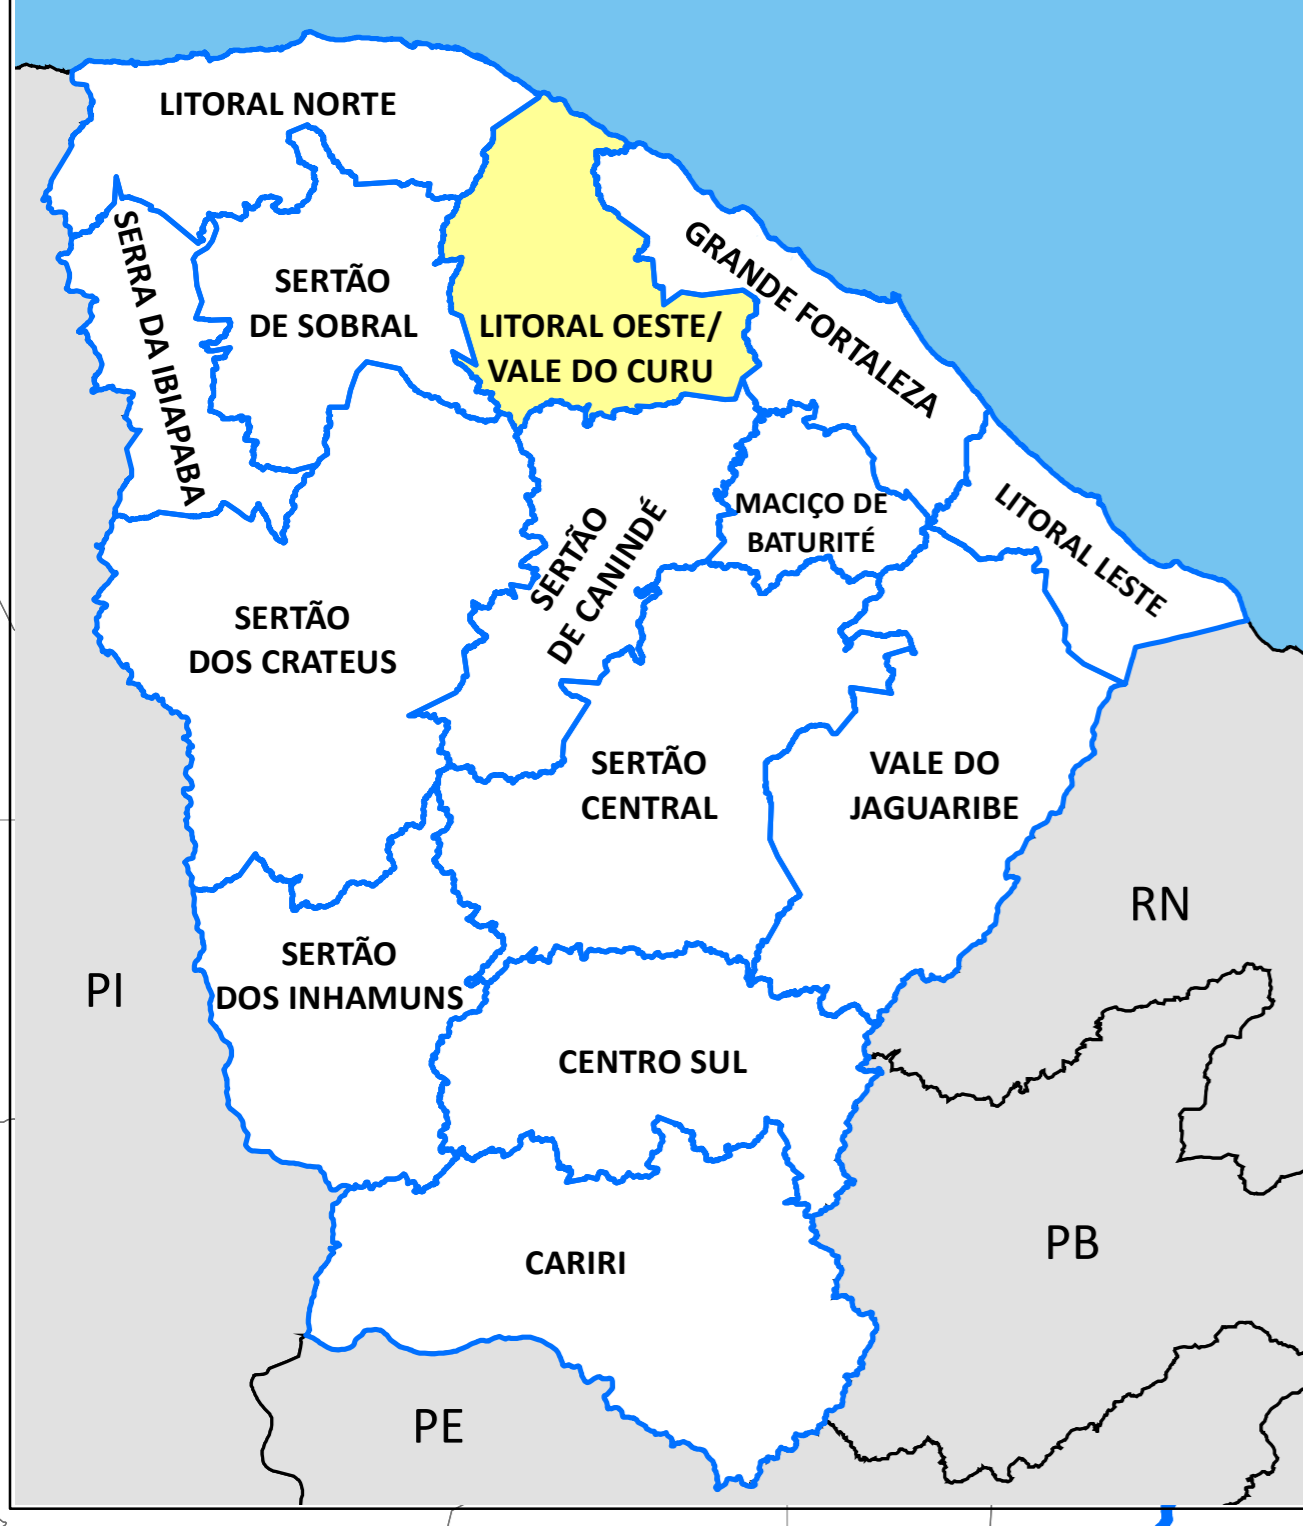 LITORAL NORTE
SERRA DA IBIAPABA
SERTÃO
DE SOBRAL
LITORAL OESTE/
VALE DO CURU
GRANDE FORTALEZA
MACIÇO DE
BATURITÉ
LITORAL LESTE
SERTÃO
DE CANINDÉ
SERTÃO
DOS CRATEUS
SERTÃO
CENTRAL
VALE DO
JAGUARIBE
RN
SERTÃO
DOS INHAMUNS
PI
CENTRO SUL
PB
CARIRI
PE